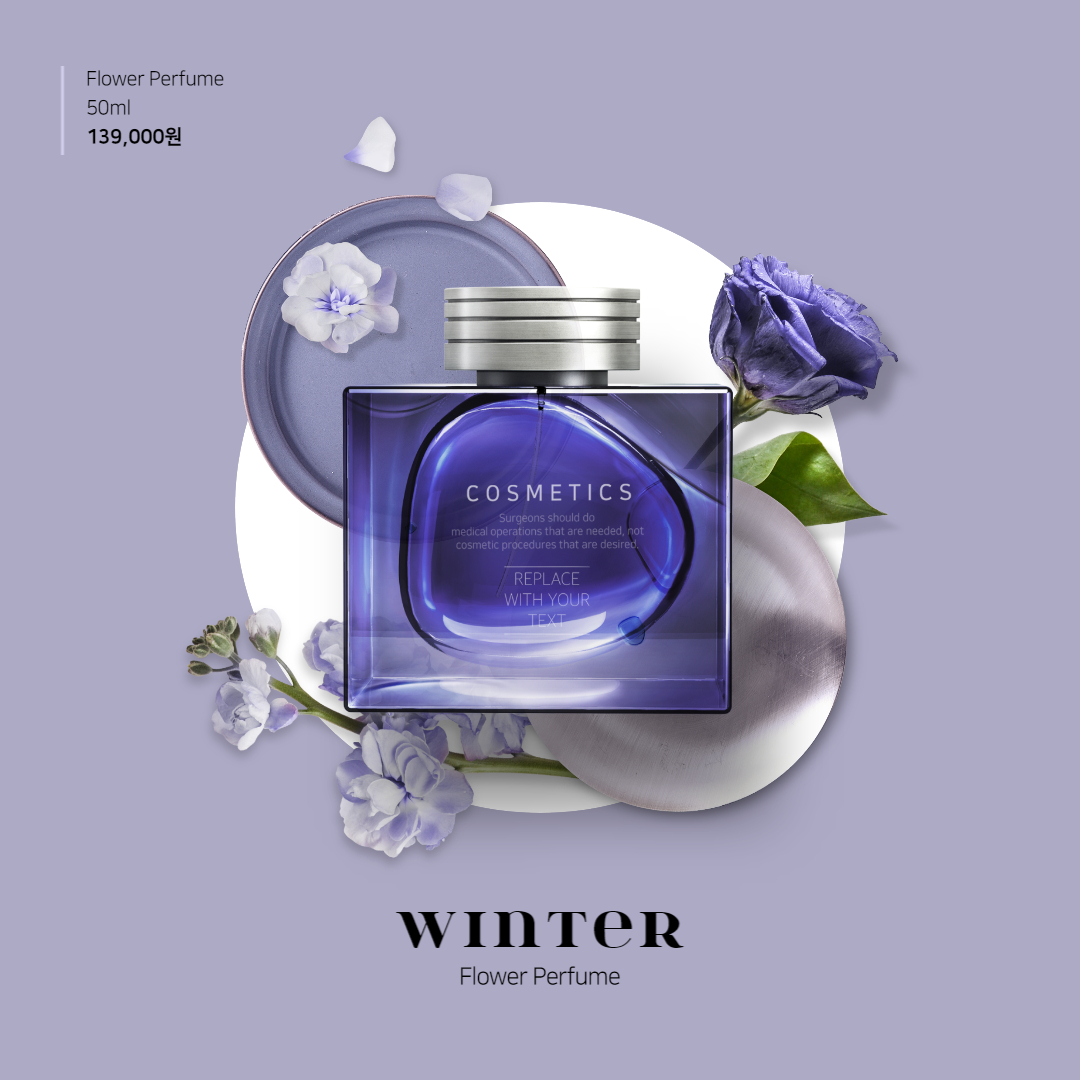 Flower Perfume
50ml
139,000원
COSMETICS
Surgeons should do
medical operations that are needed, not
cosmetic procedures that are desired.
REPLACE
WITH YOUR
TEXT
WINTER
Flower Perfume